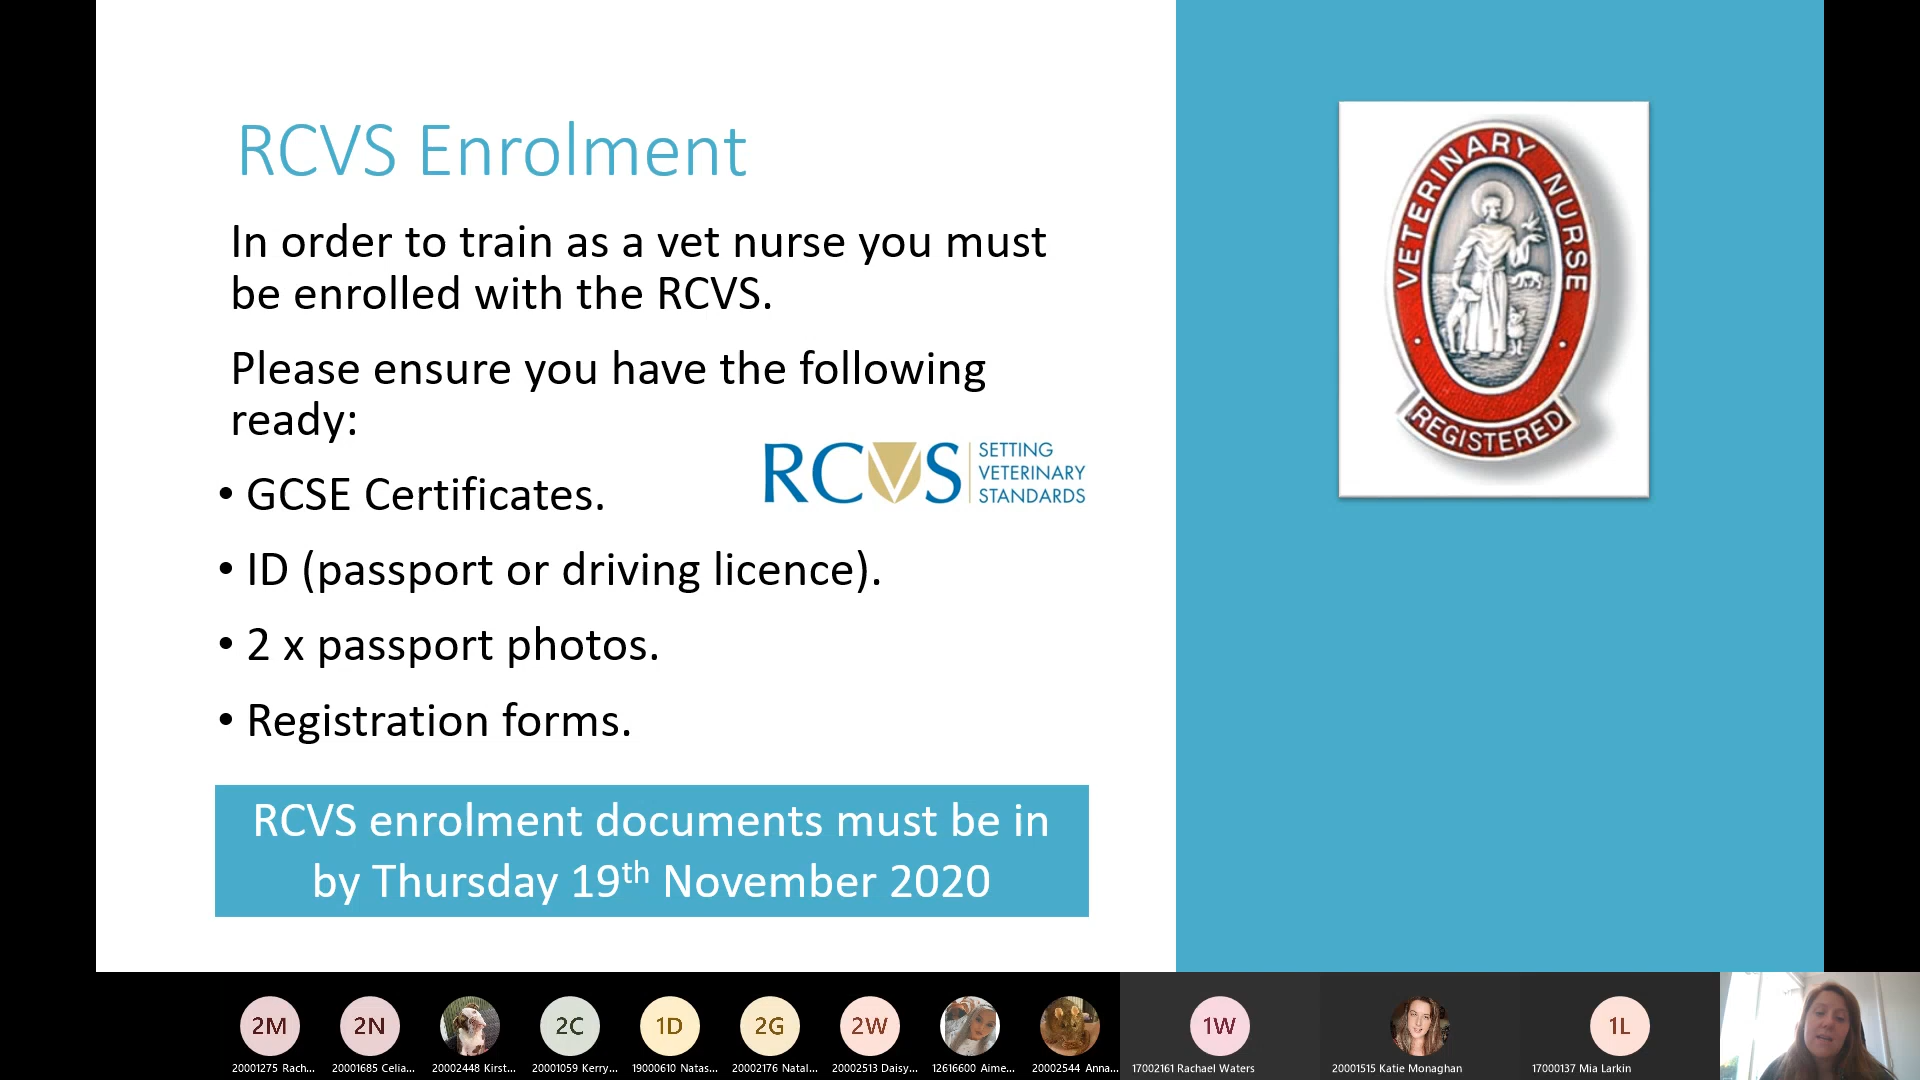 RCVS Enrolment
In order to train as a vet nurse you must
be enrolled with the RCVS.
Please ensure you have the following
ready:
• GCSE Certificates.
• ID (passport or driving licence).
• 2 x passport photos.
• Registration forms.
RCVS
SETTING
VETERINARY
STANDARDS
RCVS enrolment documents must be in
by Thursday 19th November 2020
VETERINARY NURSE
REGISTERED
2M
2N
2C
1D
2G
2W
1W
1L
20001275 Rach...
20001685 Celia...
20002448 Kirst...
20001059 Kerry...
19000610 Natas...
20002176 Natal...
20002513 Daisy...
12616600 Aime...
20002544 Anna...
17002161 Rachael Waters
20001515 Katie Monaghan
17000137 Mia Larkin